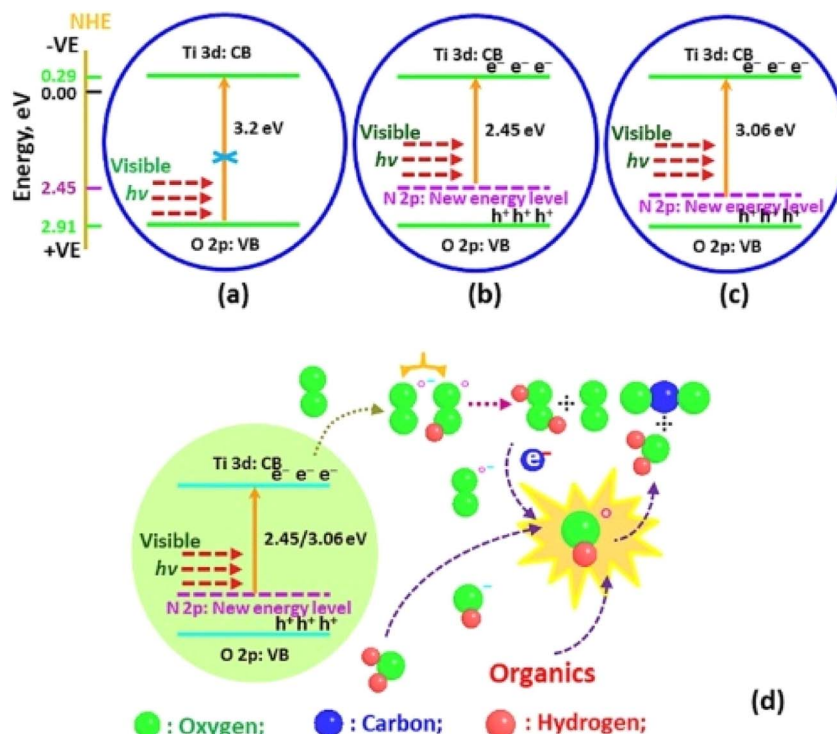 NHE
-VE
0.29
0.00
Energy, eV
2.45
2.91
+VE
Ti 3d: CB
3.2 eV
Visible
hν
O 2p: VB
(a)
Ti 3d: CB
e⁻ e⁻ e⁻
Visible
2.45 eV
hν
N 2p: New energy level
h⁺ h⁺ h⁺
O 2p: VB
(b)
Ti 3d: CB
e⁻ e⁻ e⁻
Visible
3.06 eV
hν
N 2p: New energy level
h⁺ h⁺ h⁺
O 2p: VB
(c)
Ti 3d: CB
e⁻ e⁻ e⁻
e⁻
Visible
2.45/3.06 eV
hν
N 2p: New energy level
h⁺ h⁺ h⁺
O 2p: VB
Organics
(d)
: Oxygen; : Carbon; : Hydrogen;